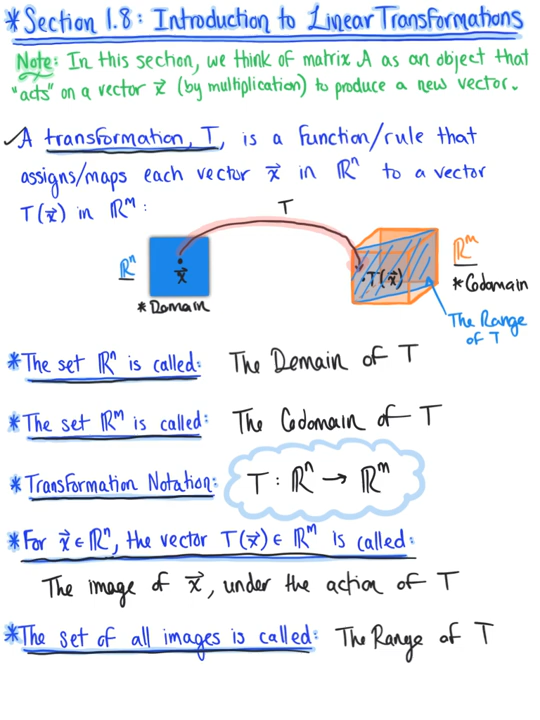 *Section 1.8: Introduction to Linear Transformations
Note: In this section, we think of matrix A as an object that
"acts" on a vector x⃗ (by multiplication) to produce a new vector.
✓A transformation, T, is a function/rule that
assigns/maps each vector x⃗ in ℝⁿ to a vector
T(x⃗) in ℝᵐ:
T
ℝⁿ
x⃗
*Domain
T(x⃗)
ℝᵐ
*Codomain
The Range
of T
*The set ℝⁿ is called: The Demain of T
*The set ℝᵐ is called: The Codomain of T
*Transformation Notation: T: ℝⁿ → ℝᵐ
*For x⃗ ∈ ℝⁿ, the vector T(x⃗) ∈ ℝᵐ is called:
The image of x⃗, under the action of T
*The set of all images is called: The Range of T